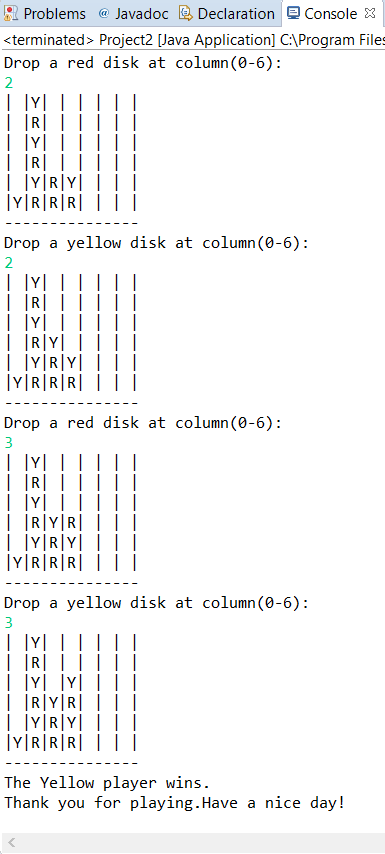 Problems @ Javadoc Declaration Console
<terminated> Project2 [Java Application] C:\Program Files
Drop a red disk at column(0-6):
2
| |Y| | | | | |
| |R| | | | | |
| |Y| | | | | |
| |R| | | | | |
| |Y|R|Y| | | |
|Y|R|R|R| | | |
---------------
Drop a yellow disk at column(0-6):
2
| |Y| | | | | |
| |R| | | | | |
| |Y| | | | | |
| |R|Y| | | | |
| |Y|R|Y| | | |
|Y|R|R|R| | | |
---------------
Drop a red disk at column(0-6):
3
| |Y| | | | | |
| |R| | | | | |
| |Y| | | | | |
| |R|Y|R| | | |
| |Y|R|Y| | | |
|Y|R|R|R| | | |
---------------
Drop a yellow disk at column(0-6):
3
| |Y| | | | | |
| |R| | | | | |
| |Y| |Y| | | |
| |R|Y|R| | | |
| |Y|R|Y| | | |
|Y|R|R|R| | | |
---------------
The Yellow player wins.
Thank you for playing.Have a nice day!